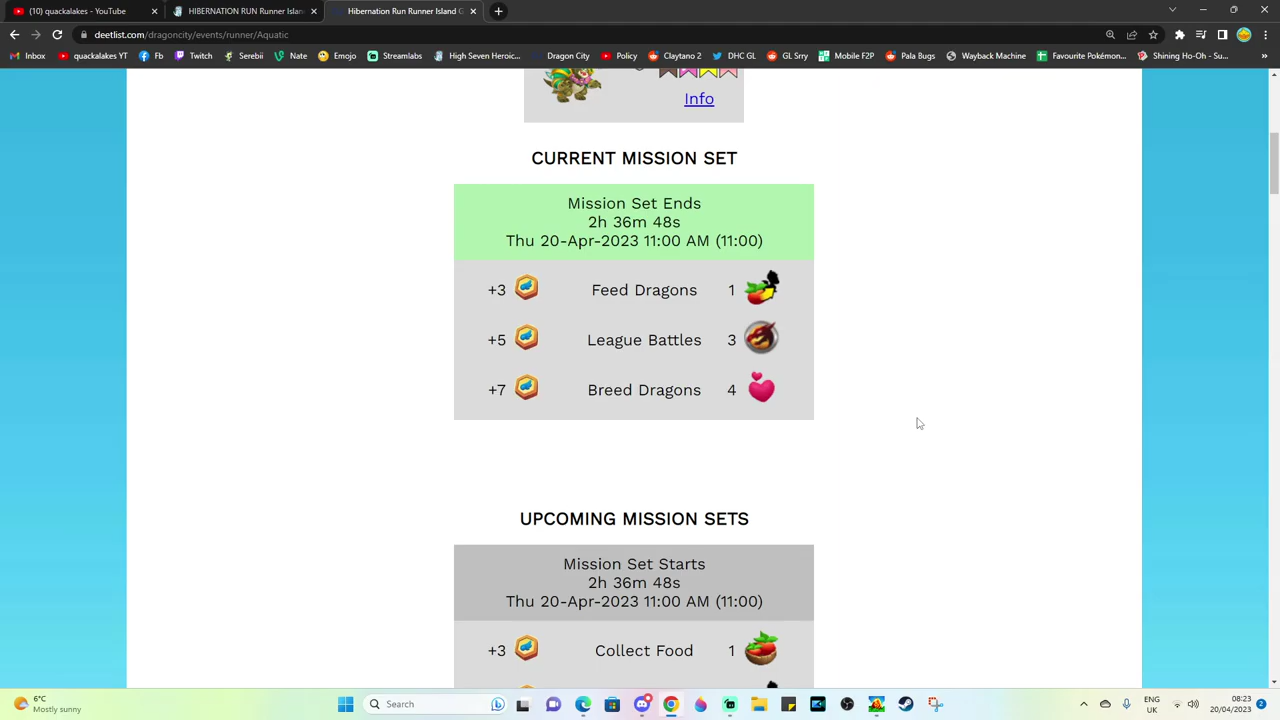 (10) quackalakes - YouTube
HIBERNATION RUN Runner Islan
Hibernation Run Runner Island G
deetlist.com/dragoncity/events/runner/Aquatic
Inbox
quackalakes YT
Fb
Twitch
Serebii
Nate
Emojo
Streamlabs
High Seven Heroic...
Dragon City
Policy
Claytano 2
DHC GL
GL Srry
Mobile F2P
Pala Bugs
Wayback Machine
Favourite Pokémon...
Shining Ho-Oh - Su...
Info
CURRENT MISSION SET
Mission Set Ends
2h 36m 48s
Thu 20-Apr-2023 11:00 AM (11:00)
+3 Feed Dragons 1
+5 League Battles 3
+7 Breed Dragons 4
UPCOMING MISSION SETS
Mission Set Starts
2h 36m 48s
Thu 20-Apr-2023 11:00 AM (11:00)
+3 Collect Food 1
6°C
Mostly sunny
Search
ENG
UK
08:23
20/04/2023